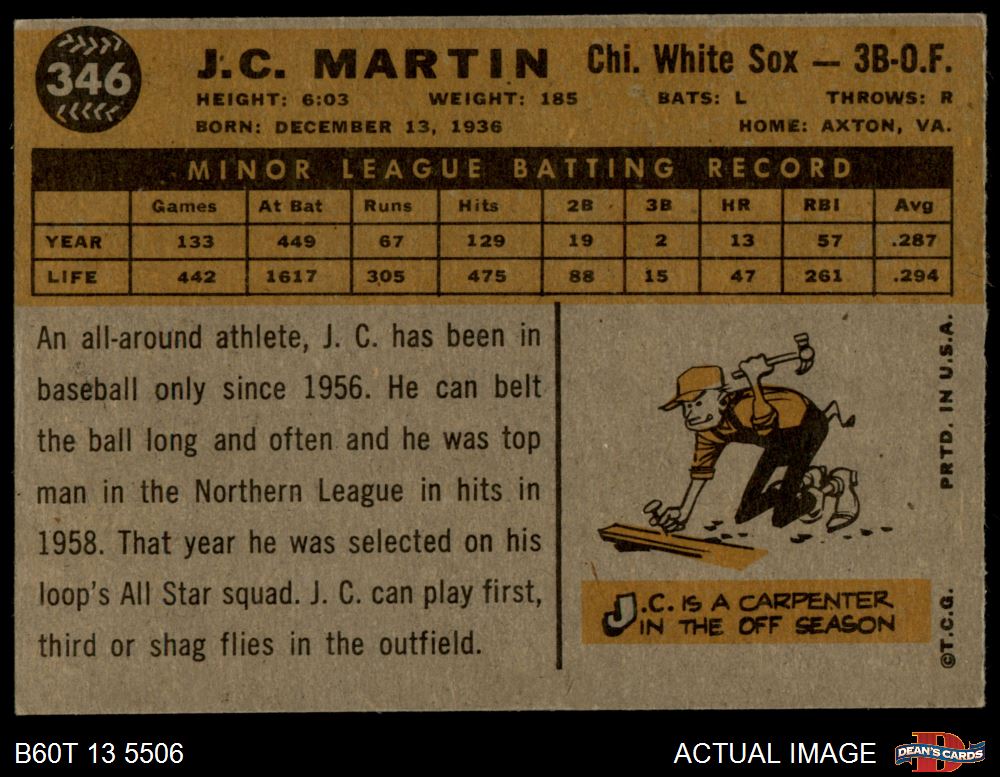 346
J.C. MARTIN Chi. White Sox — 3B-O.F.
HEIGHT: 6:03 WEIGHT: 185 BATS: L THROWS: R
BORN: DECEMBER 13, 1936 HOME: AXTON, VA.
MINOR LEAGUE BATTING RECORD
Games At Bat Runs Hits 2B 3B HR RBI Avg
YEAR 133 449 67 129 19 2 13 57 .287
LIFE 442 1617 305 475 88 15 47 261 .294
An all-around athlete, J. C. has been in
baseball only since 1956. He can belt
the ball long and often and he was top
man in the Northern League in hits in
1958. That year he was selected on his
loop's All Star squad. J. C. can play first,
third or shag flies in the outfield.
J.C. IS A CARPENTER
IN THE OFF SEASON
©T.C.G. PRTD. IN U.S.A.
B60T 13 5506 ACTUAL IMAGE
D
DEAN'S CARDS